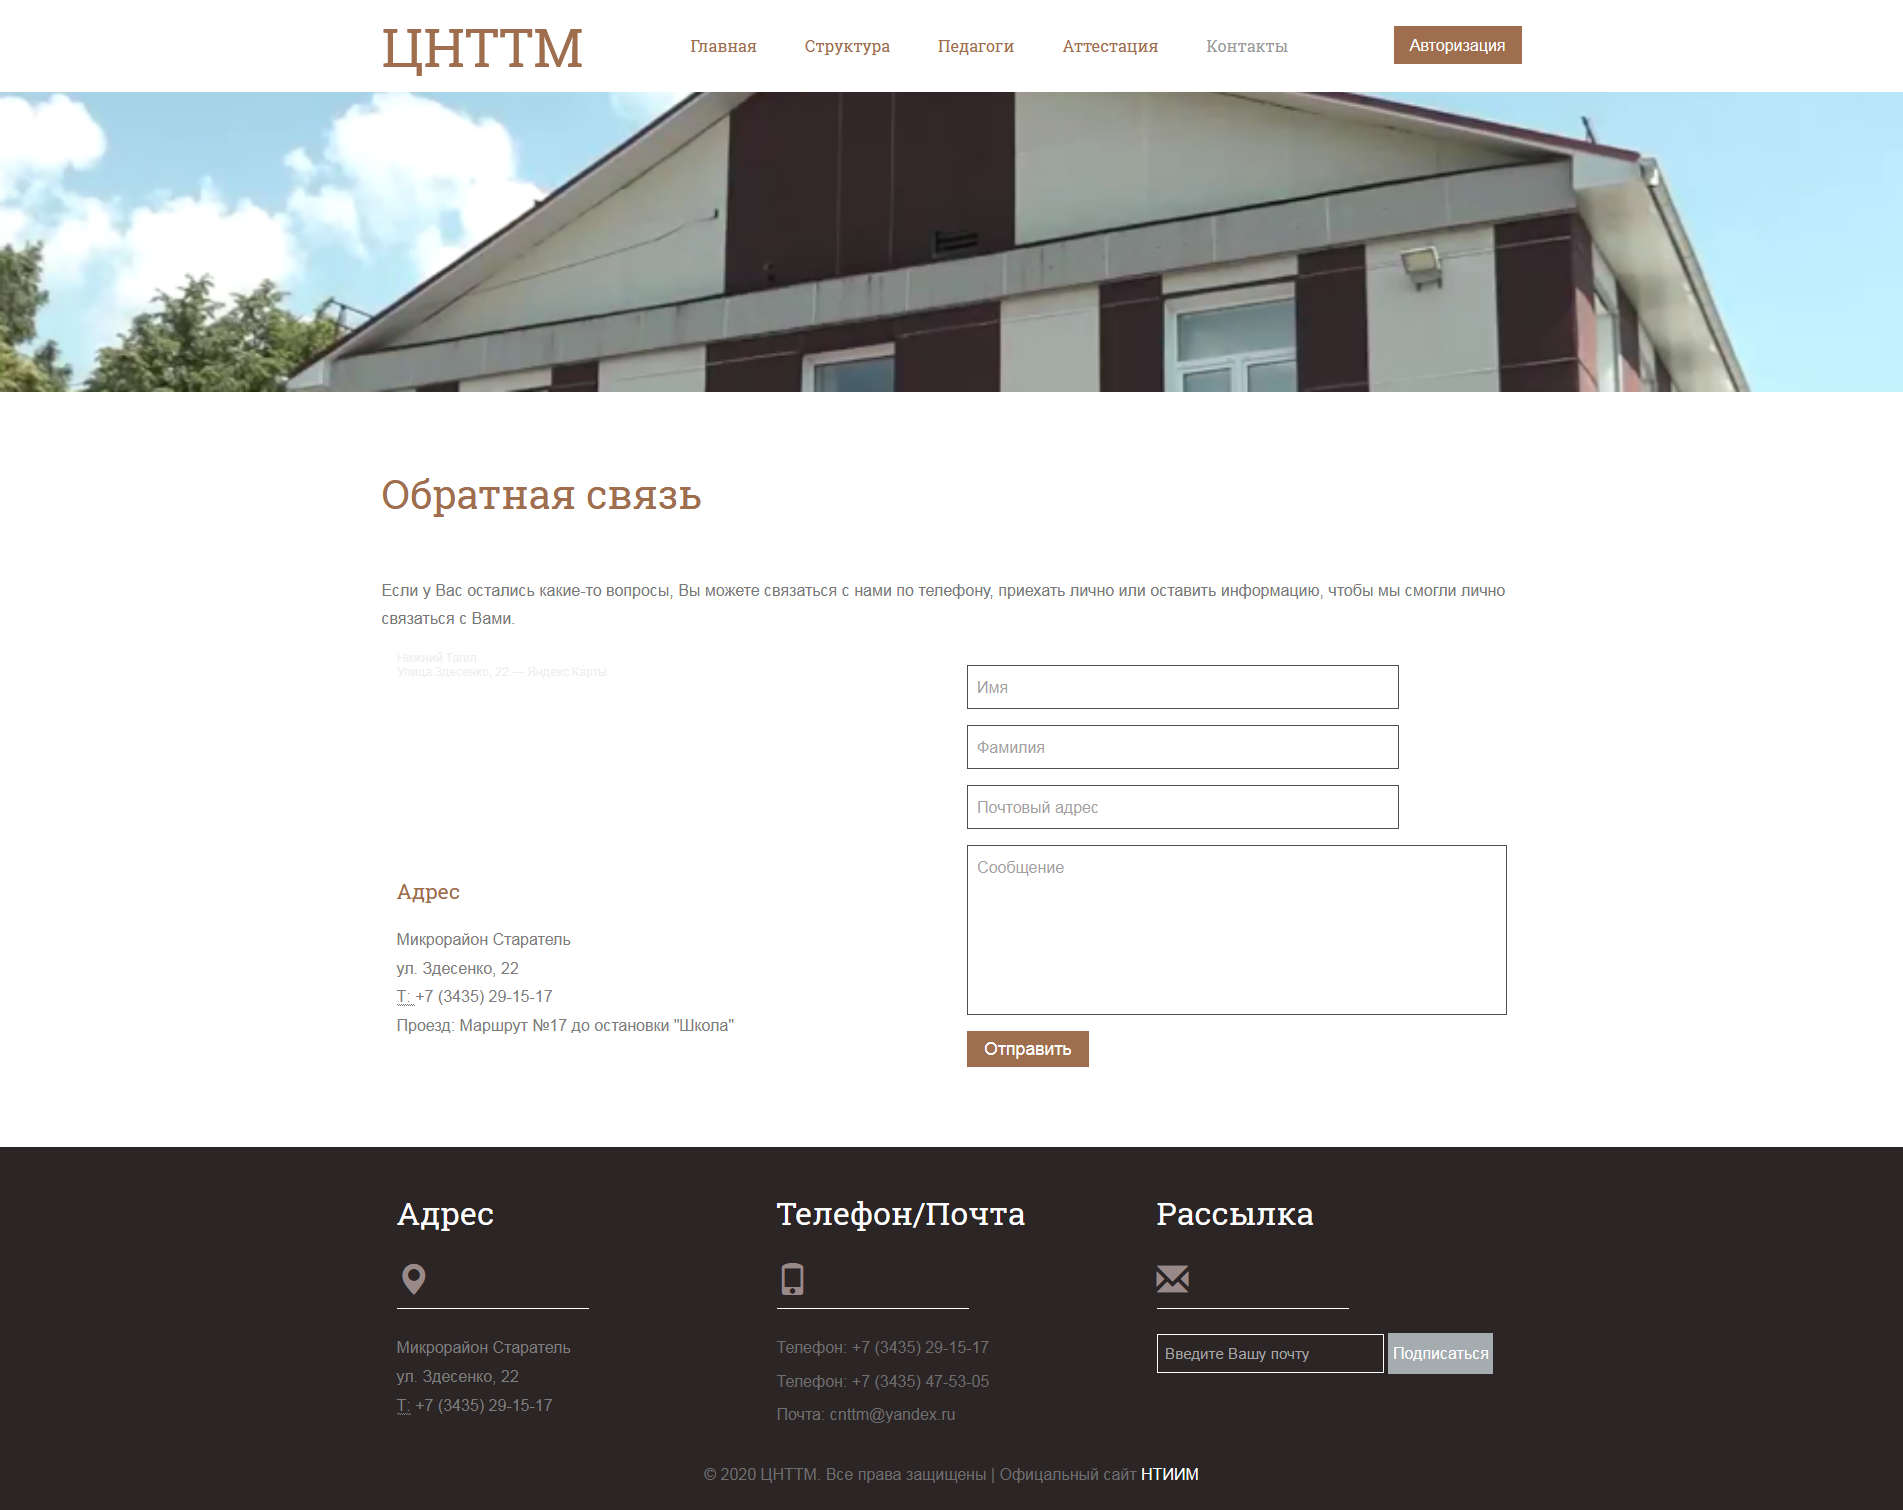 ЦНТТМ
Главная
Структура
Педагоги
Аттестация
Контакты
Авторизация
Обратная связь
Если у Вас остались какие-то вопросы, Вы можете связаться с нами по телефону, приехать лично или оставить информацию, чтобы мы смогли лично
связаться с Вами.
Нижний Тагил
Улица Здесенко, 22 — Яндекс.Карты
Имя
Фамилия
Почтовый адрес
Сообщение
Отправить
Адрес
Микрорайон Старатель
ул. Здесенко, 22
Т: +7 (3435) 29-15-17
Проезд: Маршрут №17 до остановки "Школа"
Адрес
Микрорайон Старатель
ул. Здесенко, 22
Т: +7 (3435) 29-15-17
Телефон/Почта
Телефон: +7 (3435) 29-15-17
Телефон: +7 (3435) 47-53-05
Почта: cnttm@yandex.ru
Рассылка
Введите Вашу почту
Подписаться
© 2020 ЦНТТМ. Все права защищены | Офицальный сайт НТИИМ